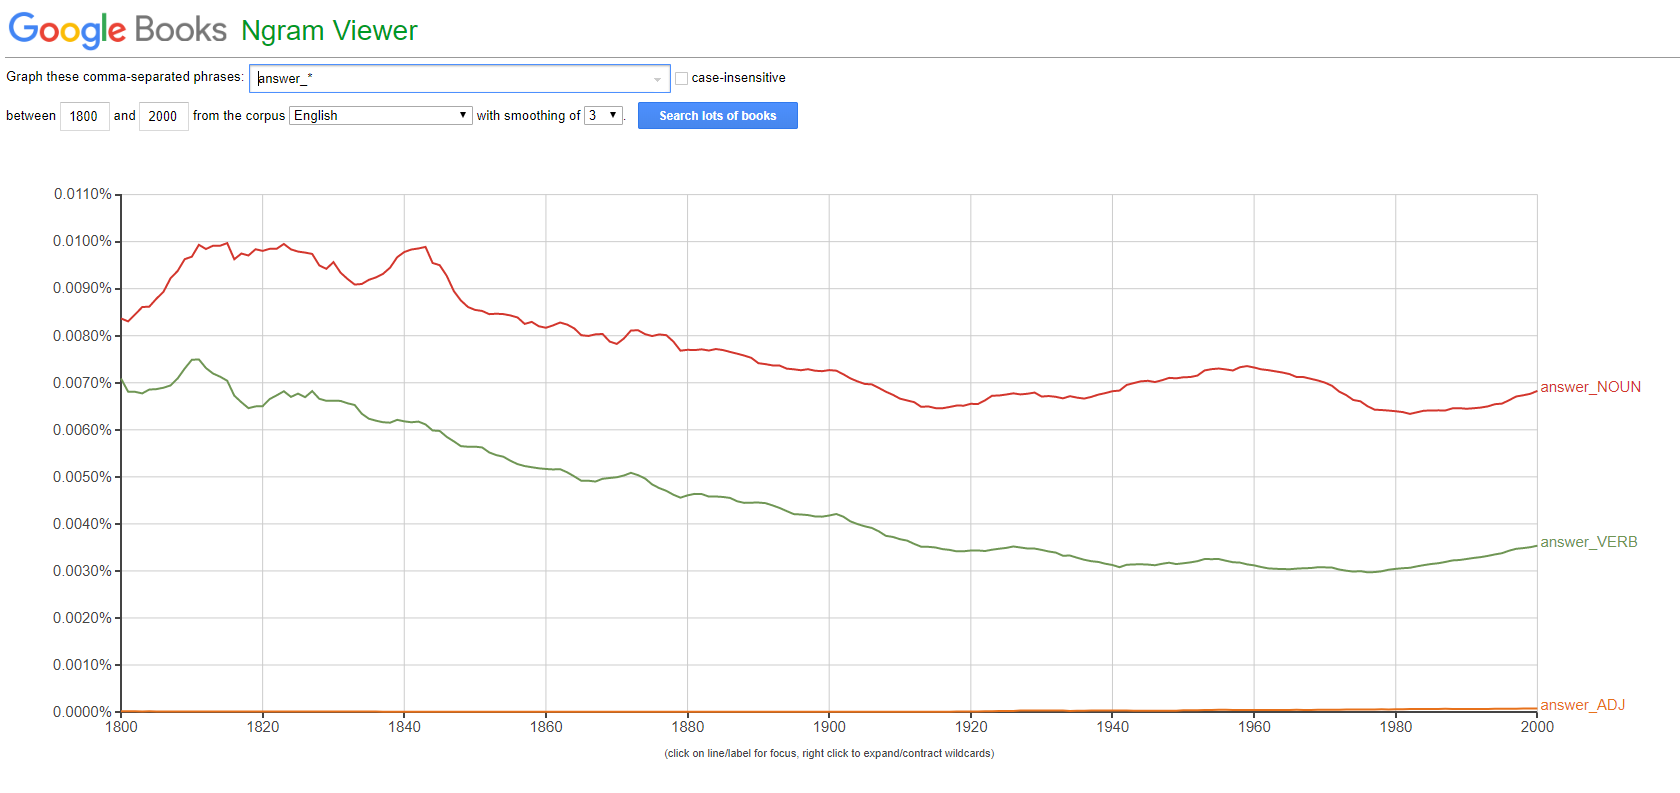 Google Books Ngram Viewer
Graph these comma-separated phrases: answer_* case-insensitive
between 1800 and 2000 from the corpus English with smoothing of 3 . Search lots of books
0.0110%
0.0100%
0.0090%
0.0080%
0.0070%
answer_NOUN
0.0060%
0.0050%
0.0040%
answer_VERB
0.0030%
0.0020%
0.0010%
answer_ADJ
0.0000%
1800 1820 1840 1860 1880 1900 1920 1940 1960 1980 2000
(click on line/label for focus, right click to expand/contract wildcards)